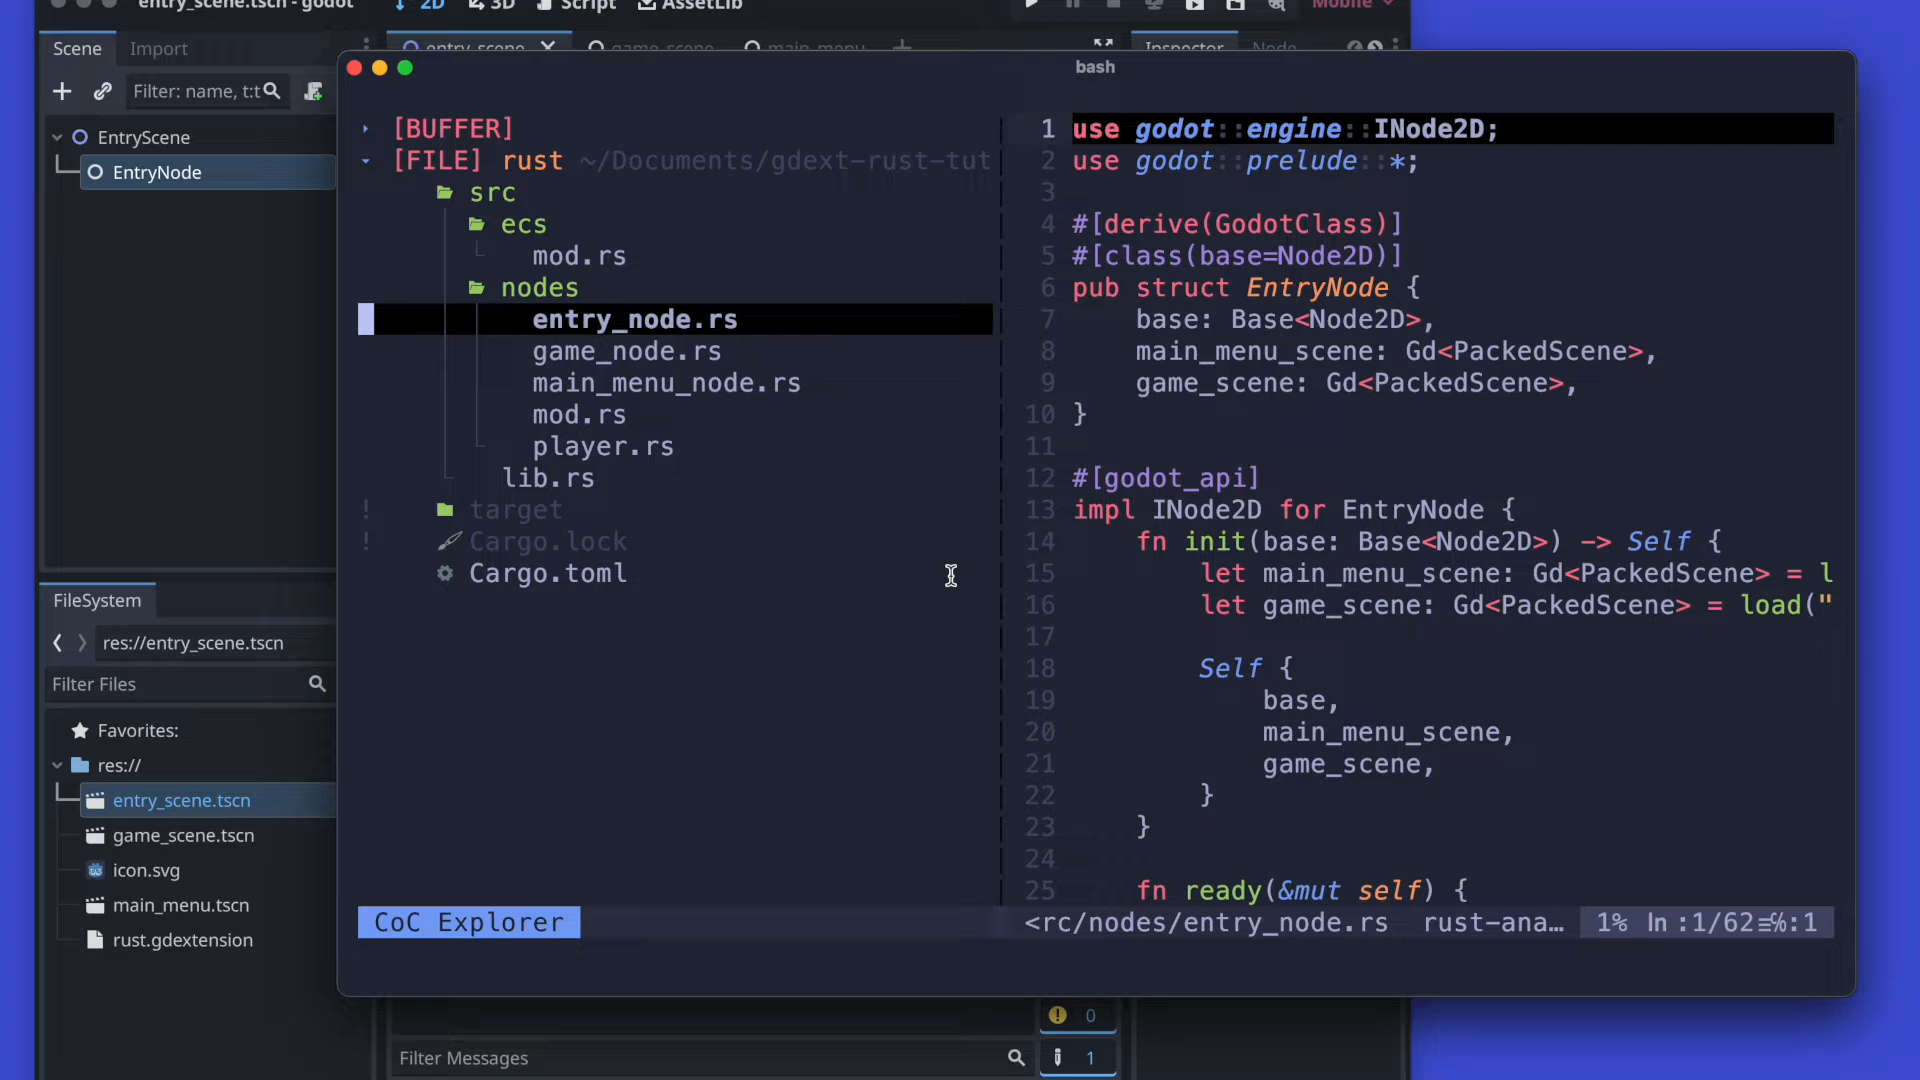 entry_scene.tscn - godot
2D
3D
Script
AssetLib
Mobile
Scene
Import
entry_scene
game_scene
main_menu
Inspector
Node
Filter: name, t:t
EntryScene
EntryNode
bash
[BUFFER]
[FILE] rust ~/Documents/gdext-rust-tut
src
ecs
mod.rs
nodes
entry_node.rs
game_node.rs
main_menu_node.rs
mod.rs
player.rs
lib.rs
! target
! Cargo.lock
Cargo.toml
CoC Explorer
1 use godot::engine::INode2D;
2 use godot::prelude::*;
3
4 #[derive(GodotClass)]
5 #[class(base=Node2D)]
6 pub struct EntryNode {
7 base: Base<Node2D>,
8 main_menu_scene: Gd<PackedScene>,
9 game_scene: Gd<PackedScene>,
10 }
11
12 #[godot_api]
13 impl INode2D for EntryNode {
14 fn init(base: Base<Node2D>) -> Self {
15 let main_menu_scene: Gd<PackedScene> = l
16 let game_scene: Gd<PackedScene> = load("
17
18 Self {
19 base,
20 main_menu_scene,
21 game_scene,
22 }
23 }
24
25 fn ready(&mut self) {
<rc/nodes/entry_node.rs rust-ana… 1% ln :1/62≡℅:1
FileSystem
res://entry_scene.tscn
Filter Files
Favorites:
res://
entry_scene.tscn
game_scene.tscn
icon.svg
main_menu.tscn
rust.gdextension
0
Filter Messages
1